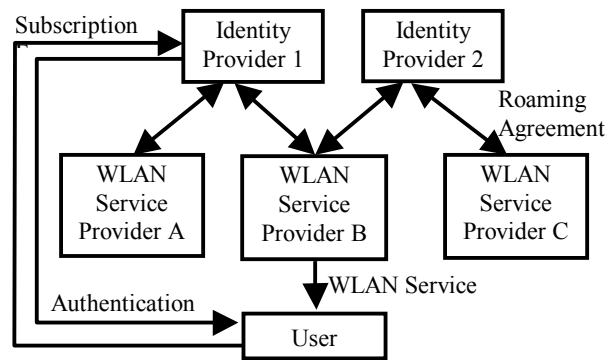 Subscription
Identity
Provider 1
Identity
Provider 2
Roaming
Agreement
WLAN
Service
Provider A
WLAN
Service
Provider B
WLAN
Service
Provider C
WLAN Service
Authentication
User